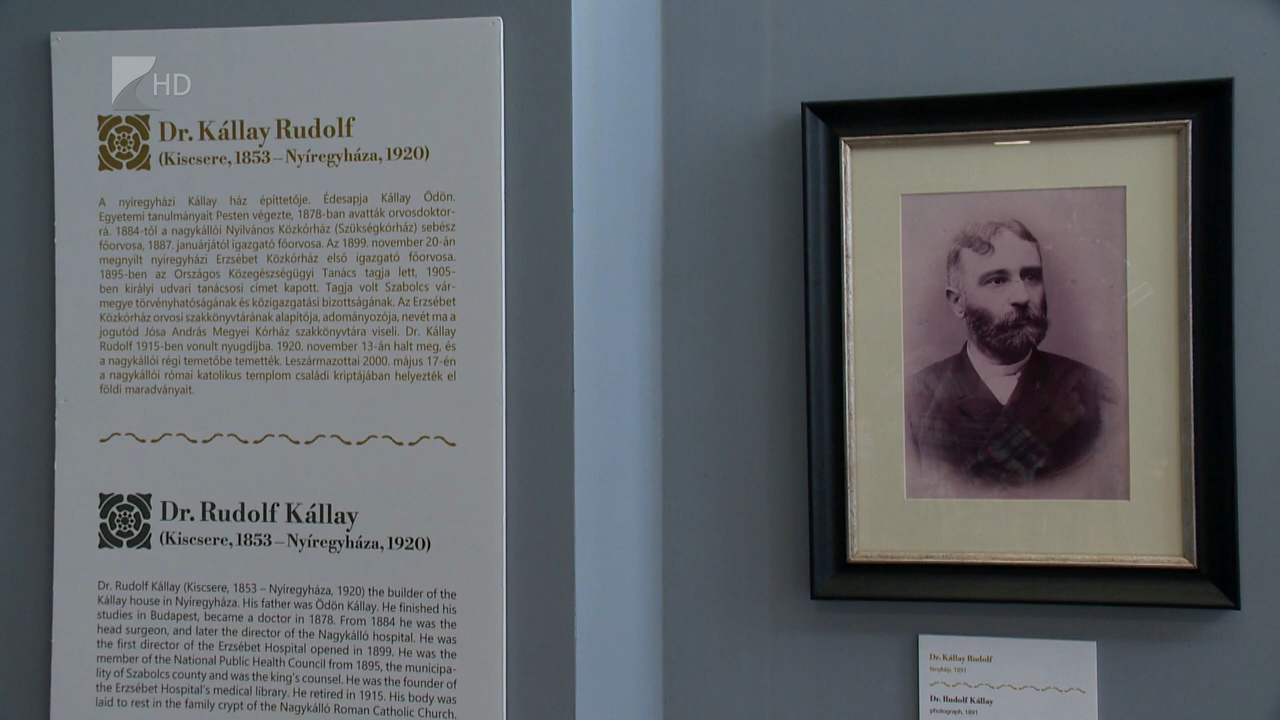 HD
Dr. Kállay Rudolf
(Kiscsere, 1853 – Nyíregyháza, 1920)
A nyíregyházi Kállay ház építtetője. Édesapja Kállay Ödön.
Egyetemi tanulmányait Pesten végezte, 1878-ban avatták orvosdoktor-
rá. 1884-től a nagykállói Nyilvános Közkórház (Szükségkórház) sebész
főorvosa, 1887. januárjától igazgató főorvosa. Az 1899. november 20-án
megnyílt nyíregyházi Erzsébet Közkórház első igazgató főorvosa.
1895-ben az Országos Közegészségügyi Tanács tagja lett, 1905-
ben királyi udvari tanácsosi címet kapott. Tagja volt Szabolcs vár-
megye törvényhatóságának és közigazgatási bizottságának. Az Erzsébet
Közkórház orvosi szakkönyvtárának alapítója, adományozója, nevét ma a
jogutód Jósa András Megyei Kórház szakkönyvtára viseli. Dr. Kállay
Rudolf 1915-ben vonult nyugdíjba. 1920. november 13-án halt meg, és
a nagykállói régi temetőbe temették. Leszármazottai 2000. május 17-én
a nagykállói római katolikus templom családi kriptájában helyezték el
földi maradványait.
Dr. Rudolf Kállay
(Kiscsere, 1853 – Nyíregyháza, 1920)
Dr. Rudolf Kállay (Kiscsere, 1853 – Nyíregyháza, 1920) the builder of the
Kállay house in Nyíregyháza. His father was Ödön Kállay. He finished his
studies in Budapest, became a doctor in 1878. From 1884 he was the
head surgeon, and later the director of the Nagykálló hospital. He was
the first director of the Erzsébet Hospital opened in 1899. He was the
member of the National Public Health Council from 1895, the municipa-
lity of Szabolcs county and was the king's counsel. He was the founder of
the Erzsébet Hospital's medical library. He retired in 1915. His body was
laid to rest in the family crypt of the Nagykálló Roman Catholic Church.
Dr. Kállay Rudolf
fénykép, 1891
Dr. Rudolf Kállay
photograph, 1891